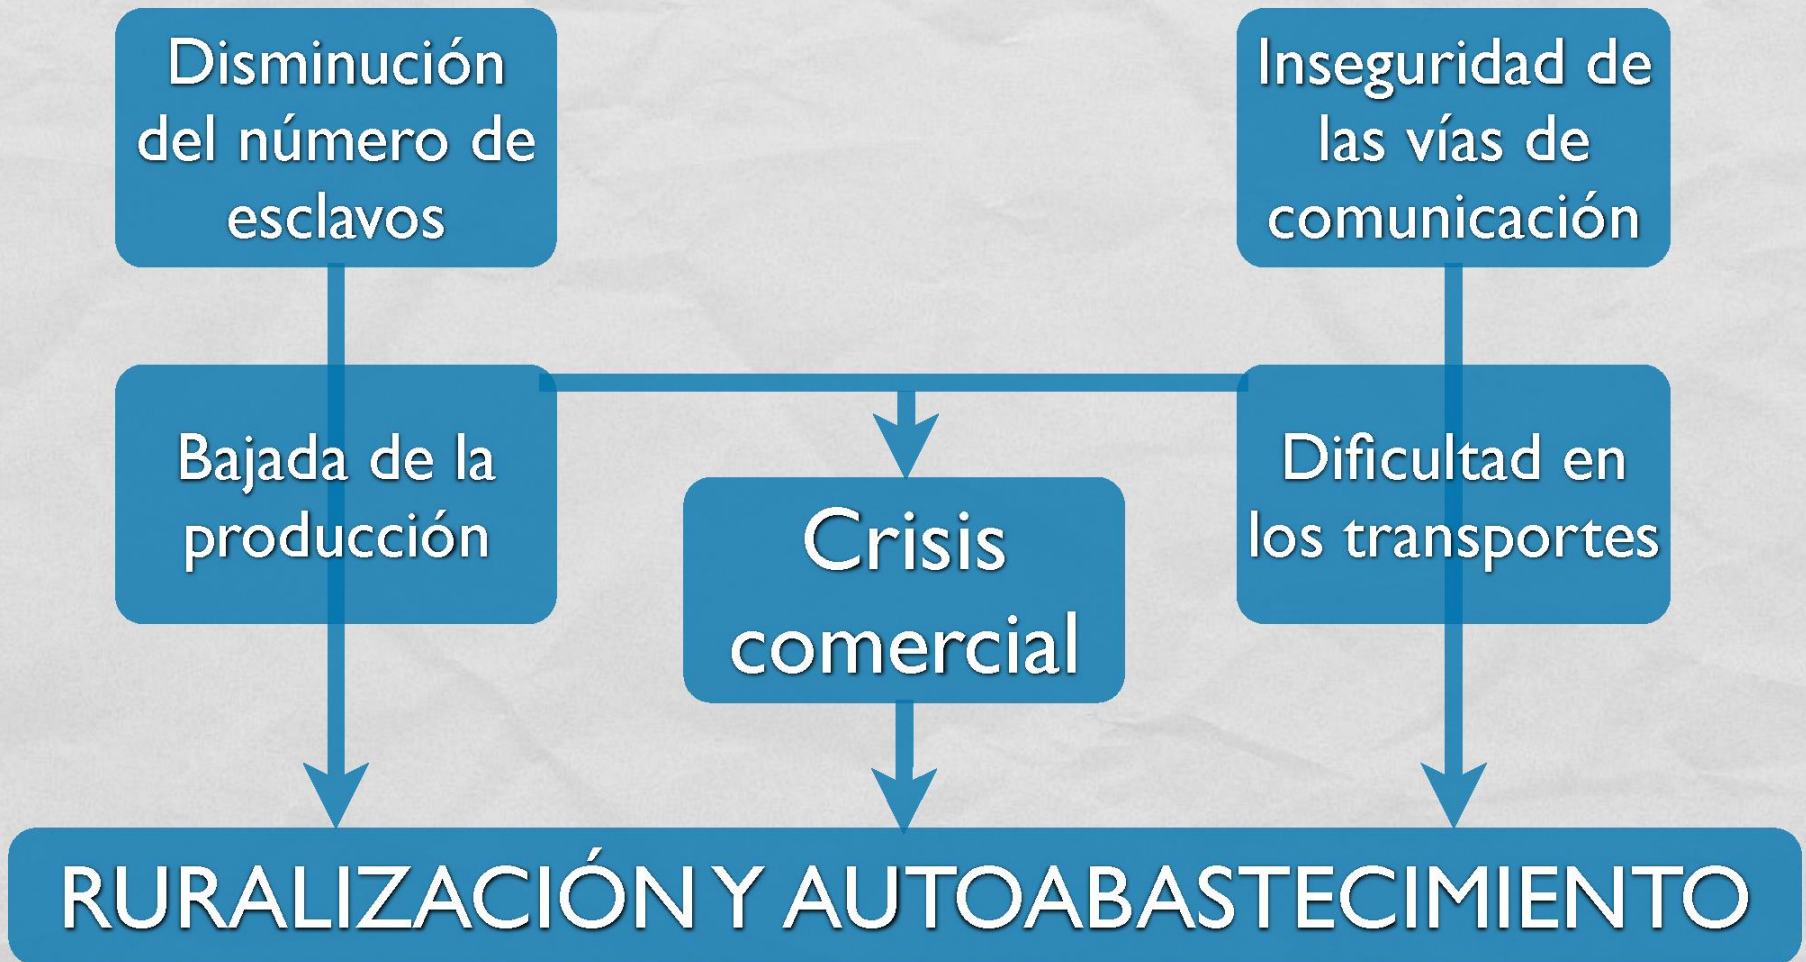 Disminución
del número de
esclavos
Inseguridad de
las vías de
comunicación
Bajada de la
producción
Crisis
comercial
Dificultad en
los transportes
RURALIZACIÓN Y AUTOABASTECIMIENTO